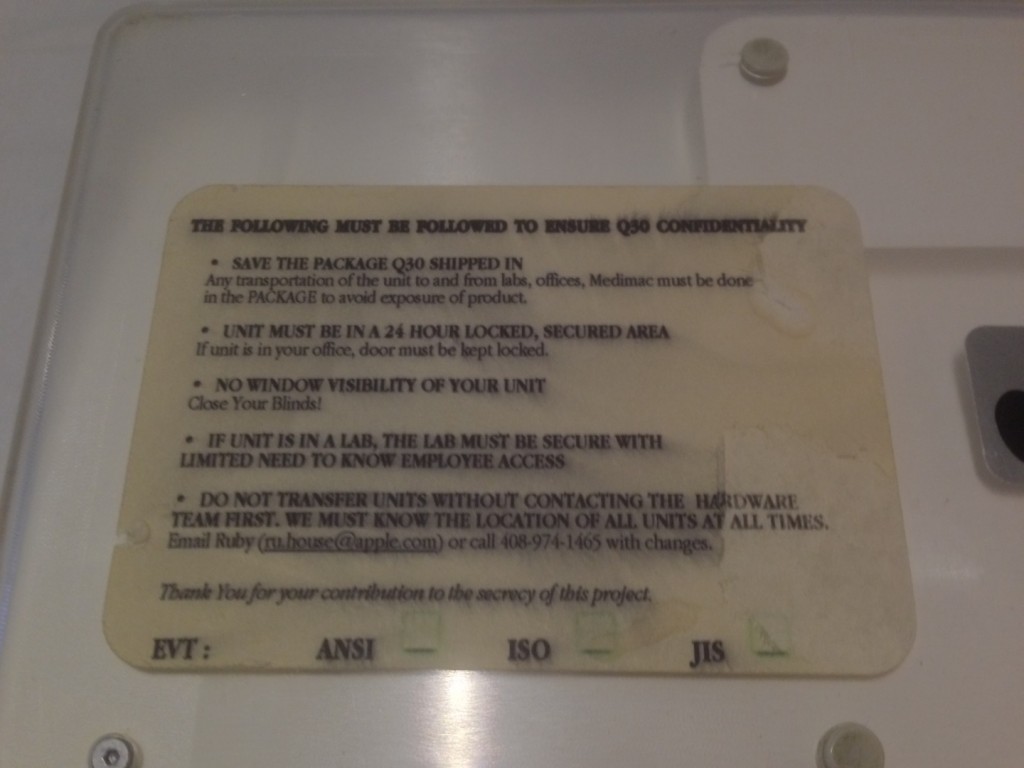 THE FOLLOWING MUST BE FOLLOWED TO ENSURE Q30 CONFIDENTIALITY
• SAVE THE PACKAGE Q30 SHIPPED IN
Any transportation of the unit to and from labs, offices, Medimac must be done
in the PACKAGE to avoid exposure of product.
• UNIT MUST BE IN A 24 HOUR LOCKED, SECURED AREA
If unit is in your office, door must be kept locked.
• NO WINDOW VISIBILITY OF YOUR UNIT
Close Your Blinds!
• IF UNIT IS IN A LAB, THE LAB MUST BE SECURE WITH
LIMITED NEED TO KNOW EMPLOYEE ACCESS
• DO NOT TRANSFER UNITS WITHOUT CONTACTING THE HARDWARE
TEAM FIRST. WE MUST KNOW THE LOCATION OF ALL UNITS AT ALL TIMES.
Email Ruby (ru.house@apple.com) or call 408-974-1465 with changes.
Thank You for your contribution to the secrecy of this project.
EVT : ANSI ISO JIS